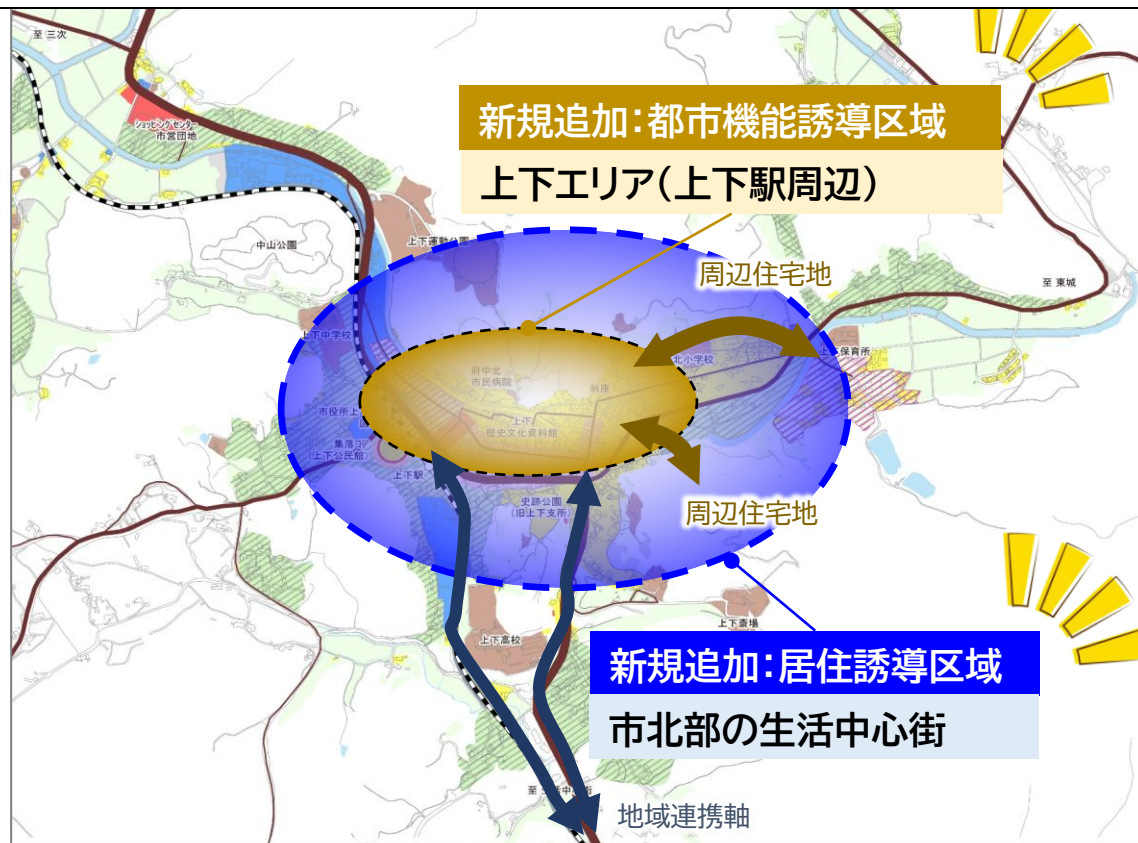 至 三次
ショッピングセンター
市営団地
新規追加：都市機能誘導区域
上下エリア（上下駅周辺）
中山公園
上下運動公園
周辺住宅地
至 東城
上下中学校
北小学校
保育所
府中北
市民病院
翁座
上下
歴史文化資料館
市役所上
集落コア
（上下公民館）
上下駅
史跡公園
（旧上下支所）
周辺住宅地
上下高校
上下斎場
新規追加：居住誘導区域
市北部の生活中心街
地域連携軸